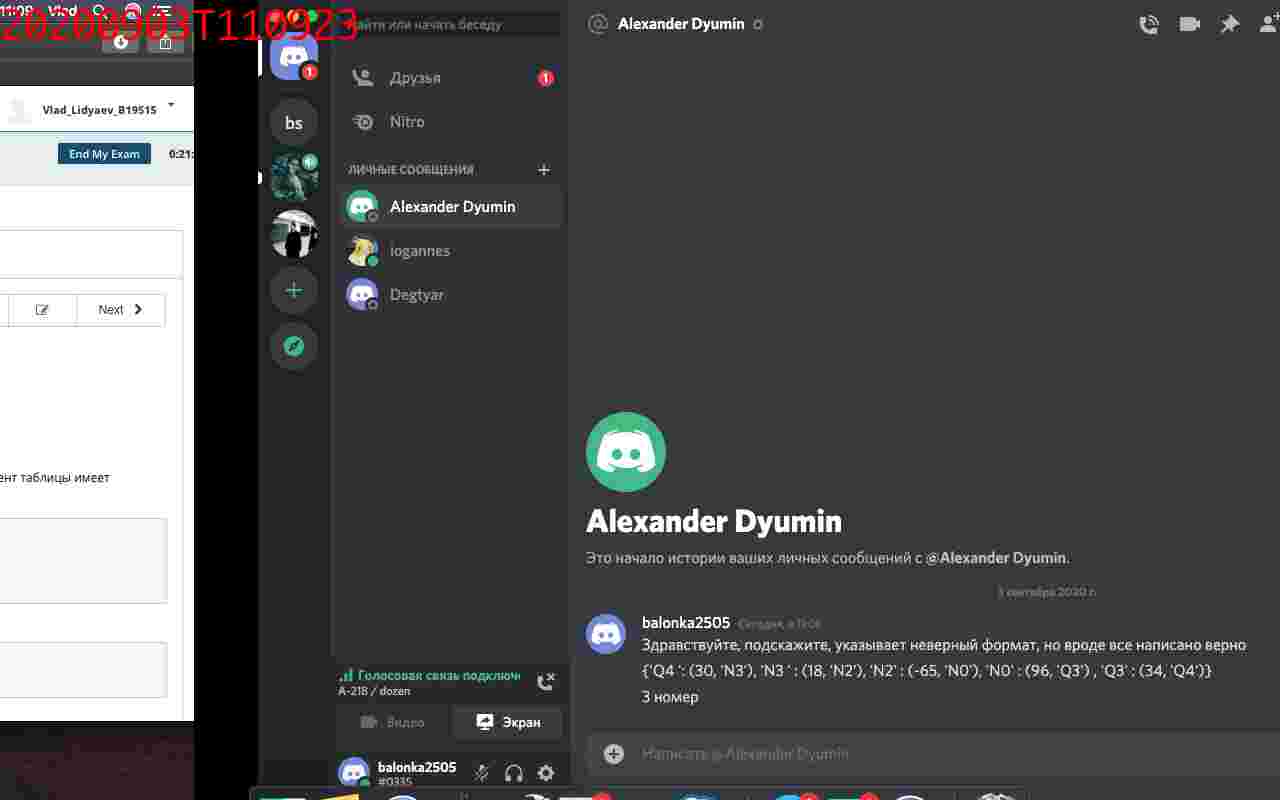 11:09 Vlad
20200903T110923
Vlad_Lidyaev_B19515
End My Exam
0:21:
Next
ент таблицы имеет
Найти или начать беседу
1
bs
Друзья
1
Nitro
ЛИЧНЫЕ СООБЩЕНИЯ
Alexander Dyumin
iogannes
Degtyar
Голосовая связь подключ
A-218 / dozen
Видео
Экран
balonka2505
#0335
Alexander Dyumin
Alexander Dyumin
Это начало истории ваших личных сообщений с @Alexander Dyumin.
3 сентября 2020 г.
balonka2505 Сегодня, в 11:08
Здравствуйте, подскажите, указывает неверный формат, но вроде все написано верно
{'Q4 ' : (30, 'N3'), 'N3 ' : (18, 'N2'), 'N2' : (-65, 'N0'), 'N0' : (96, 'Q3') , 'Q3' : (34, 'Q4')}
3 номер
Написать @Alexander Dyumin